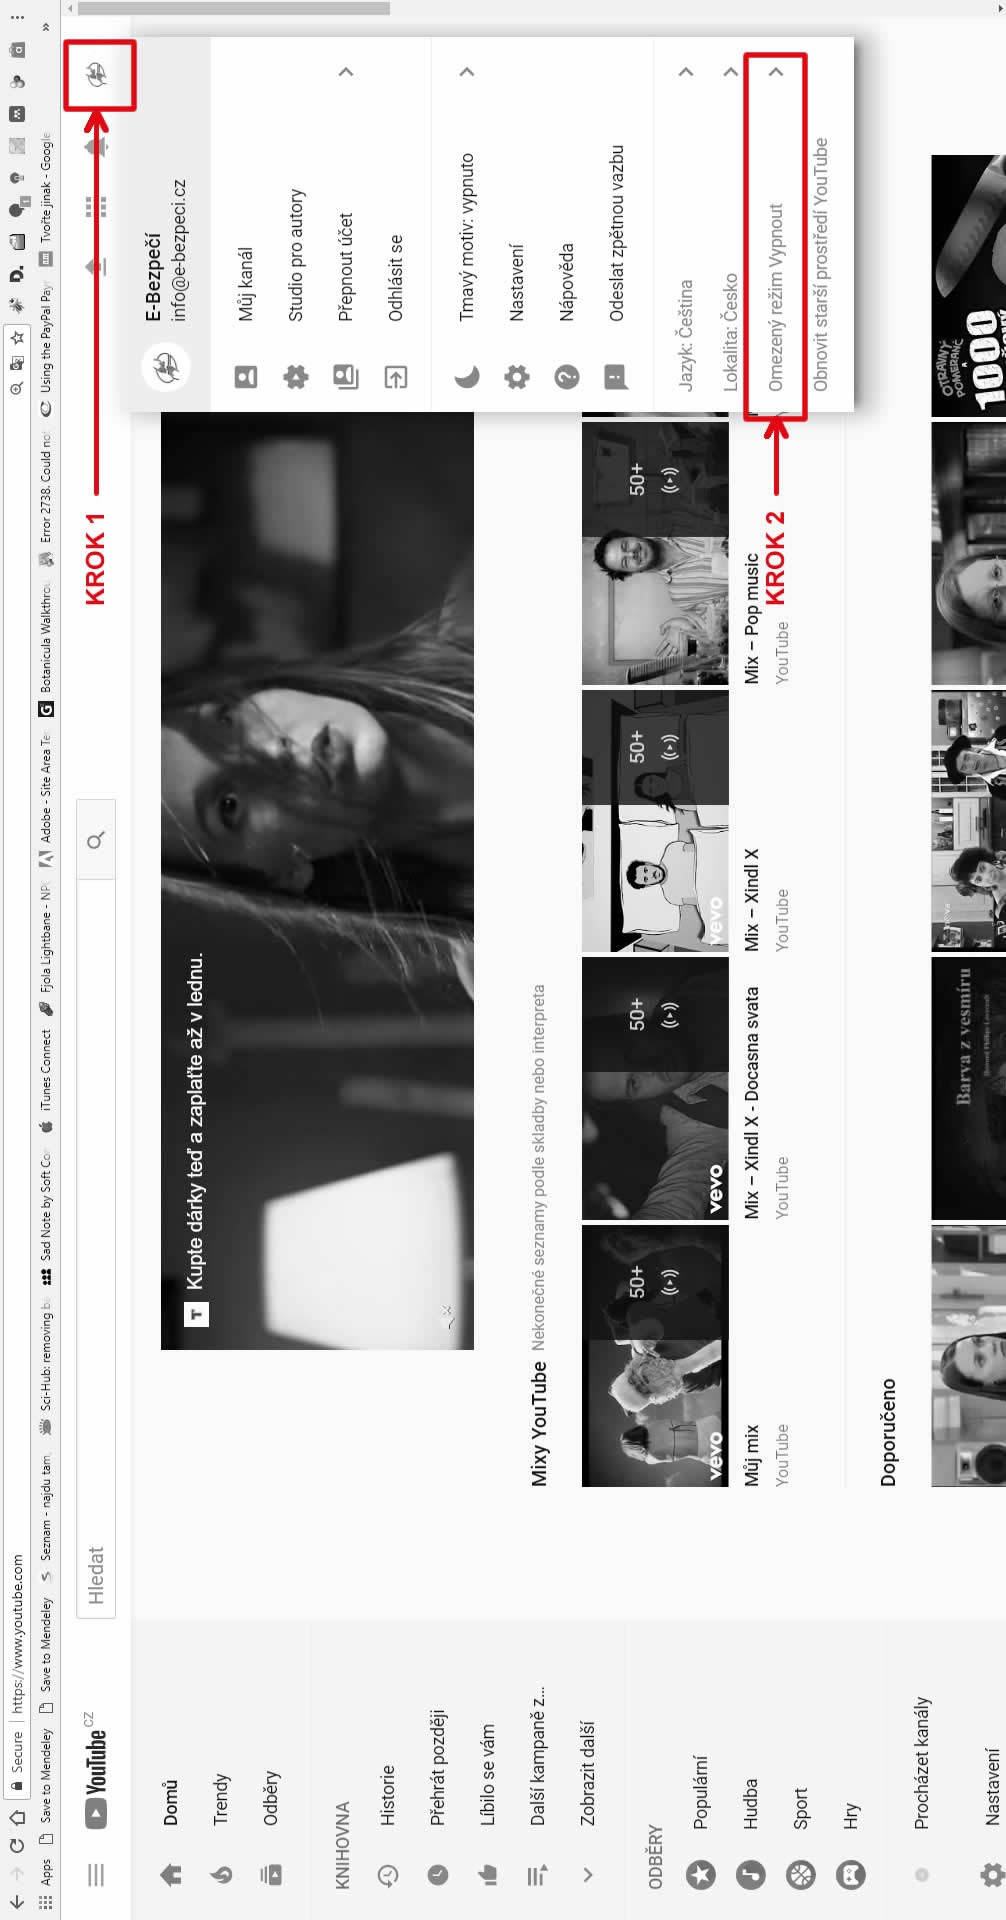 Secure | https://www.youtube.com
Apps
Save to Mendeley
Save to Mendeley
Seznam - najdu tam.
Sci-Hub: removing ba
Sad Note by Soft Co
iTunes Connect
Fjola Lightbane - NPC
Adobe - Site Area Te
Botanicula Walkthrou
Error 2738. Could not
Using the PayPal Pay
Tvořte jinak - Google
»
YouTube CZ
Hledat
KROK 1
Domů
Trendy
Odběry
KNIHOVNA
Historie
Přehrát později
Líbilo se vám
Další kampaně z...
Zobrazit další
ODBĚRY
Populární
Hudba
Sport
Hry
Procházet kanály
Nastavení
T Kupte dárky teď a zaplaťte až v lednu.
Mixy YouTube Nekonečné seznamy podle skladby nebo interpreta
50+
vevo
Můj mix
YouTube
50+
vevo
Mix – Xindl X - Docasna svata
YouTube
50+
vevo
Mix – Xindl X
YouTube
50+
Mix – Pop music
YouTube
KROK 2
Doporučeno
Barva z vesmíru
OTRAVNÝ
POMERANČ
A
1000
E-Bezpečí
info@e-bezpeci.cz
Můj kanál
Studio pro autory
Přepnout účet
Odhlásit se
Tmavý motiv: vypnuto
Nastavení
Nápověda
Odeslat zpětnou vazbu
Jazyk: Čeština
Lokalita: Česko
Omezený režim Vypnout
Obnovit starší prostředí YouTube